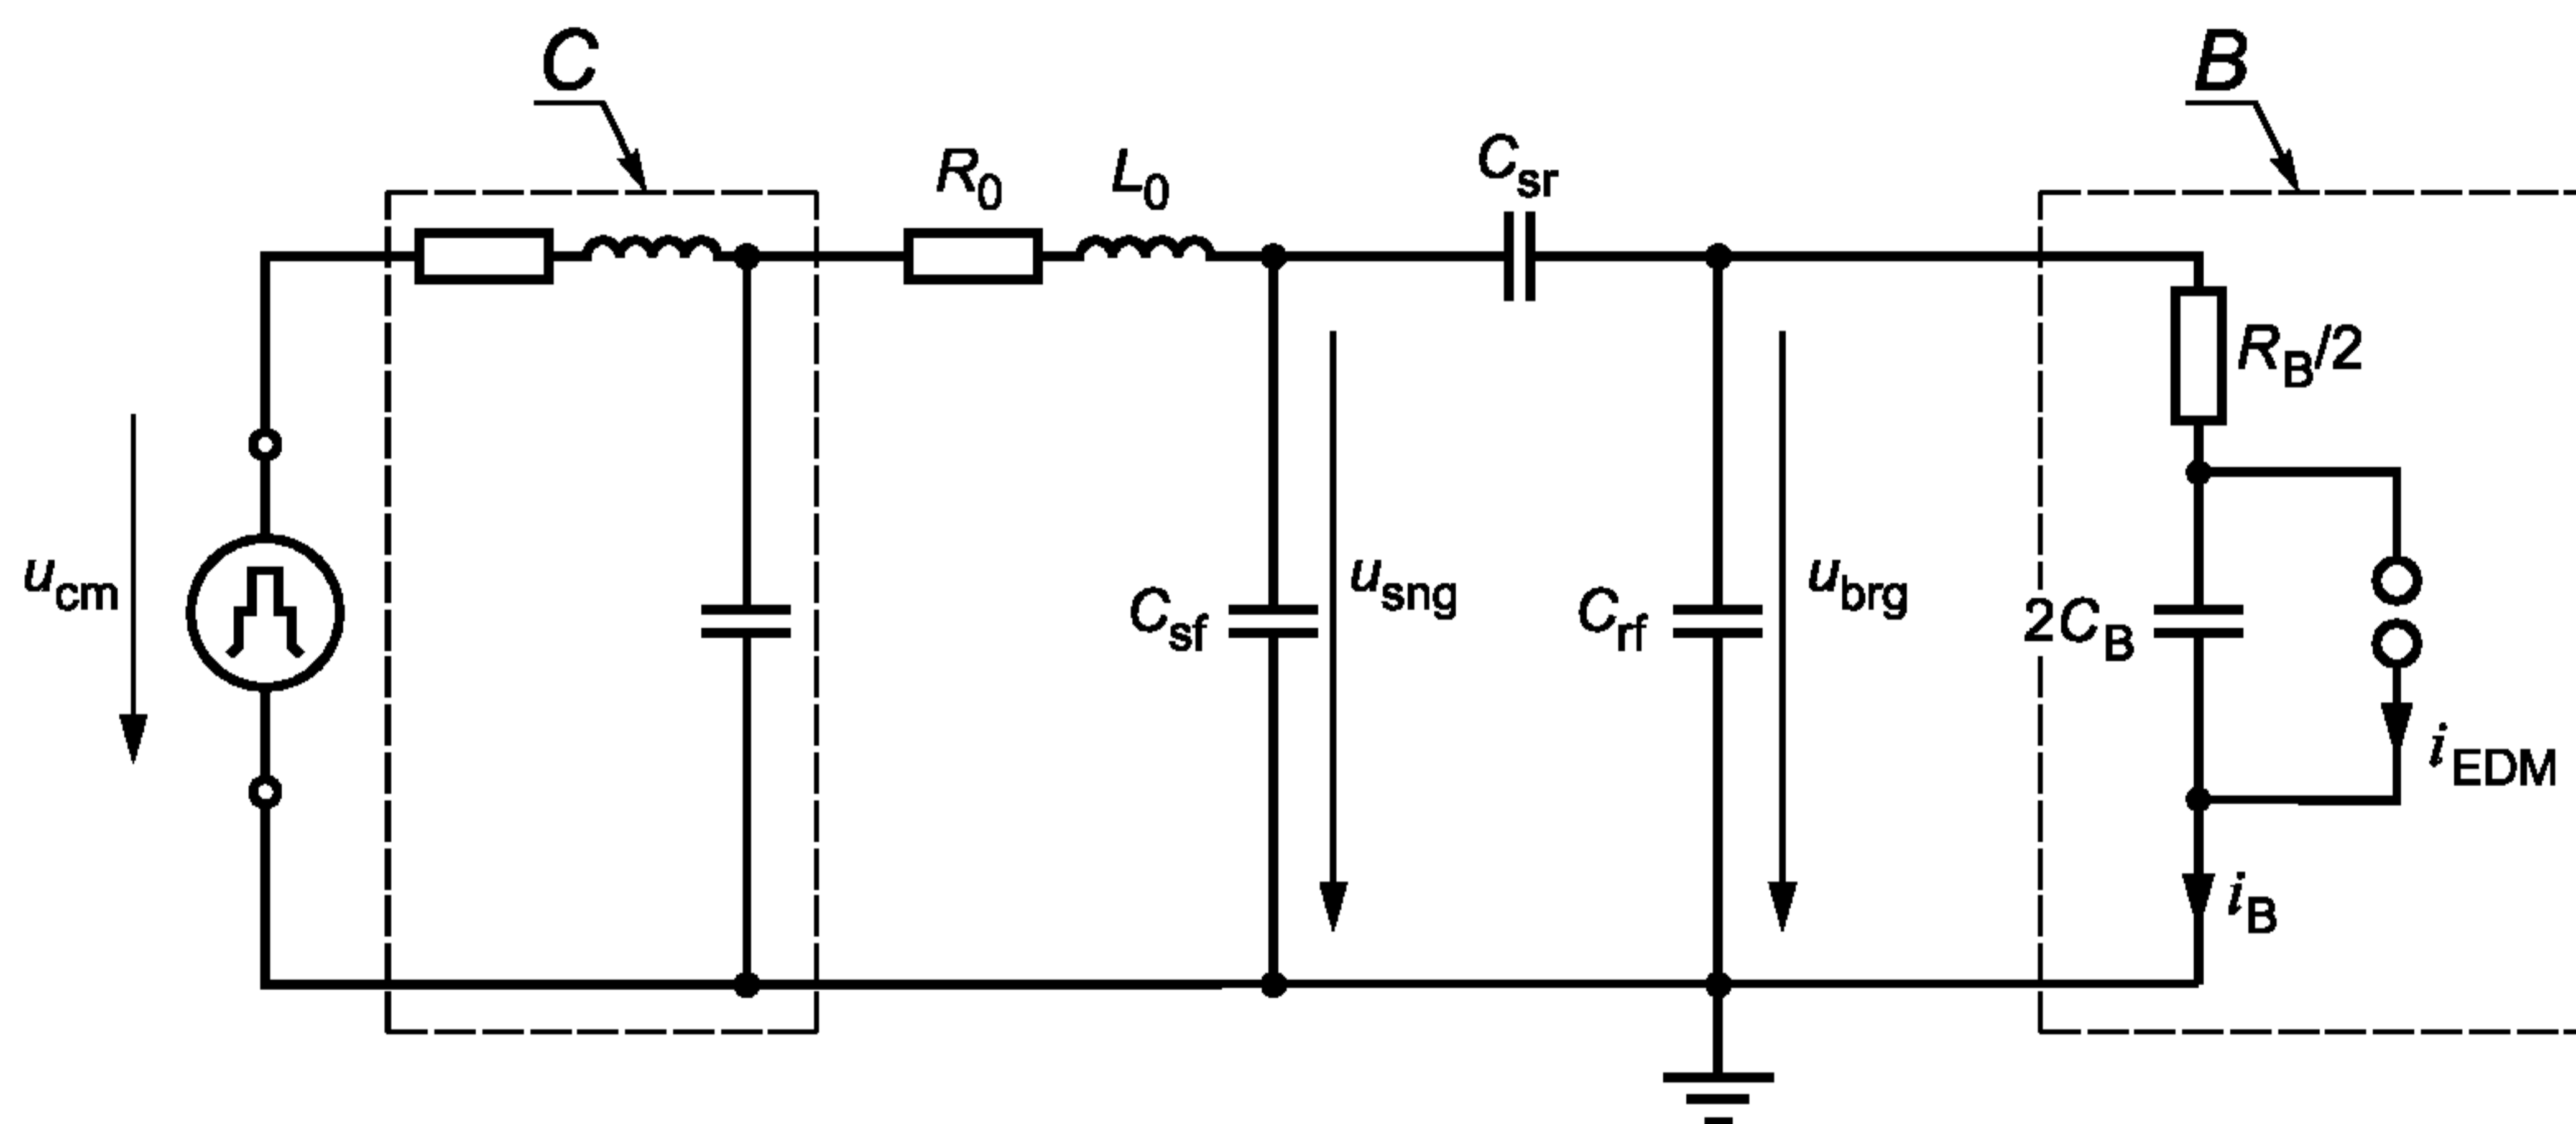 C
B
R0
L0
Csr
RB/2
ucm
Csf
usng
Crf
ubrg
2CB
iEDM
iB